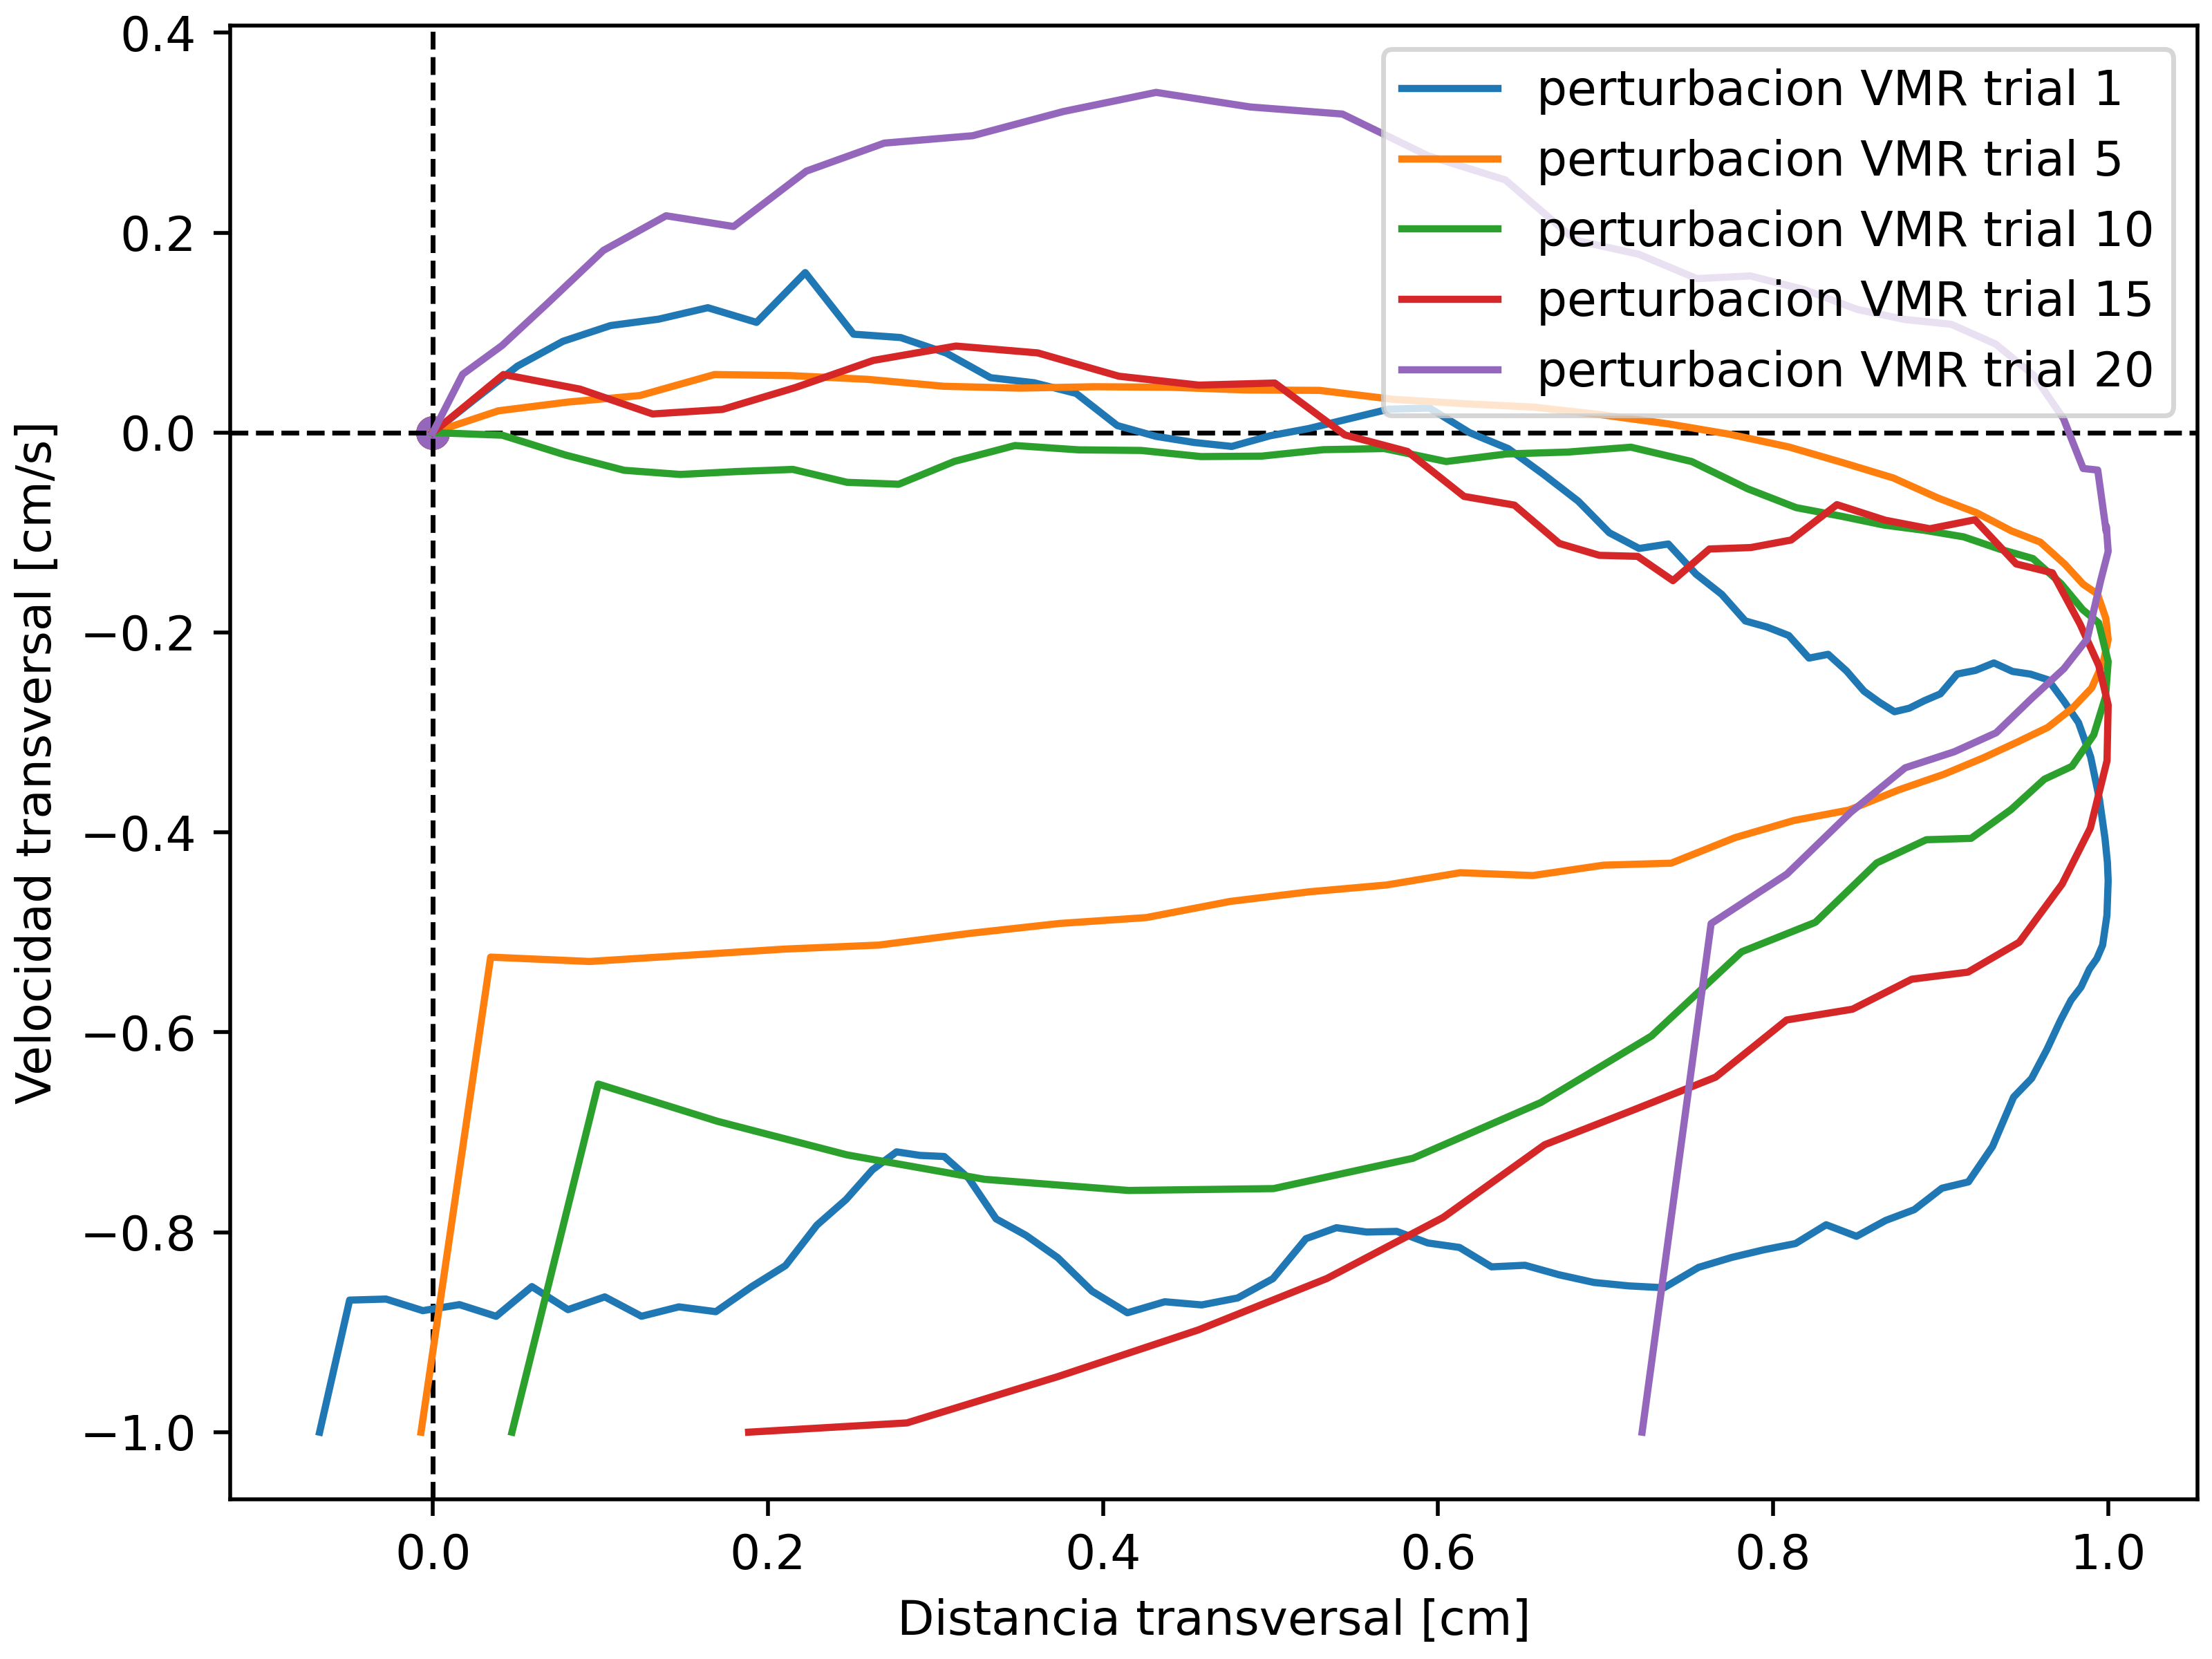 0.4
0.2
0.0
−0.2
−0.4
−0.6
−0.8
−1.0
Velocidad transversal [cm/s]
perturbacion VMR trial 1
perturbacion VMR trial 5
perturbacion VMR trial 10
perturbacion VMR trial 15
perturbacion VMR trial 20
0.0 0.2 0.4 0.6 0.8 1.0
Distancia transversal [cm]